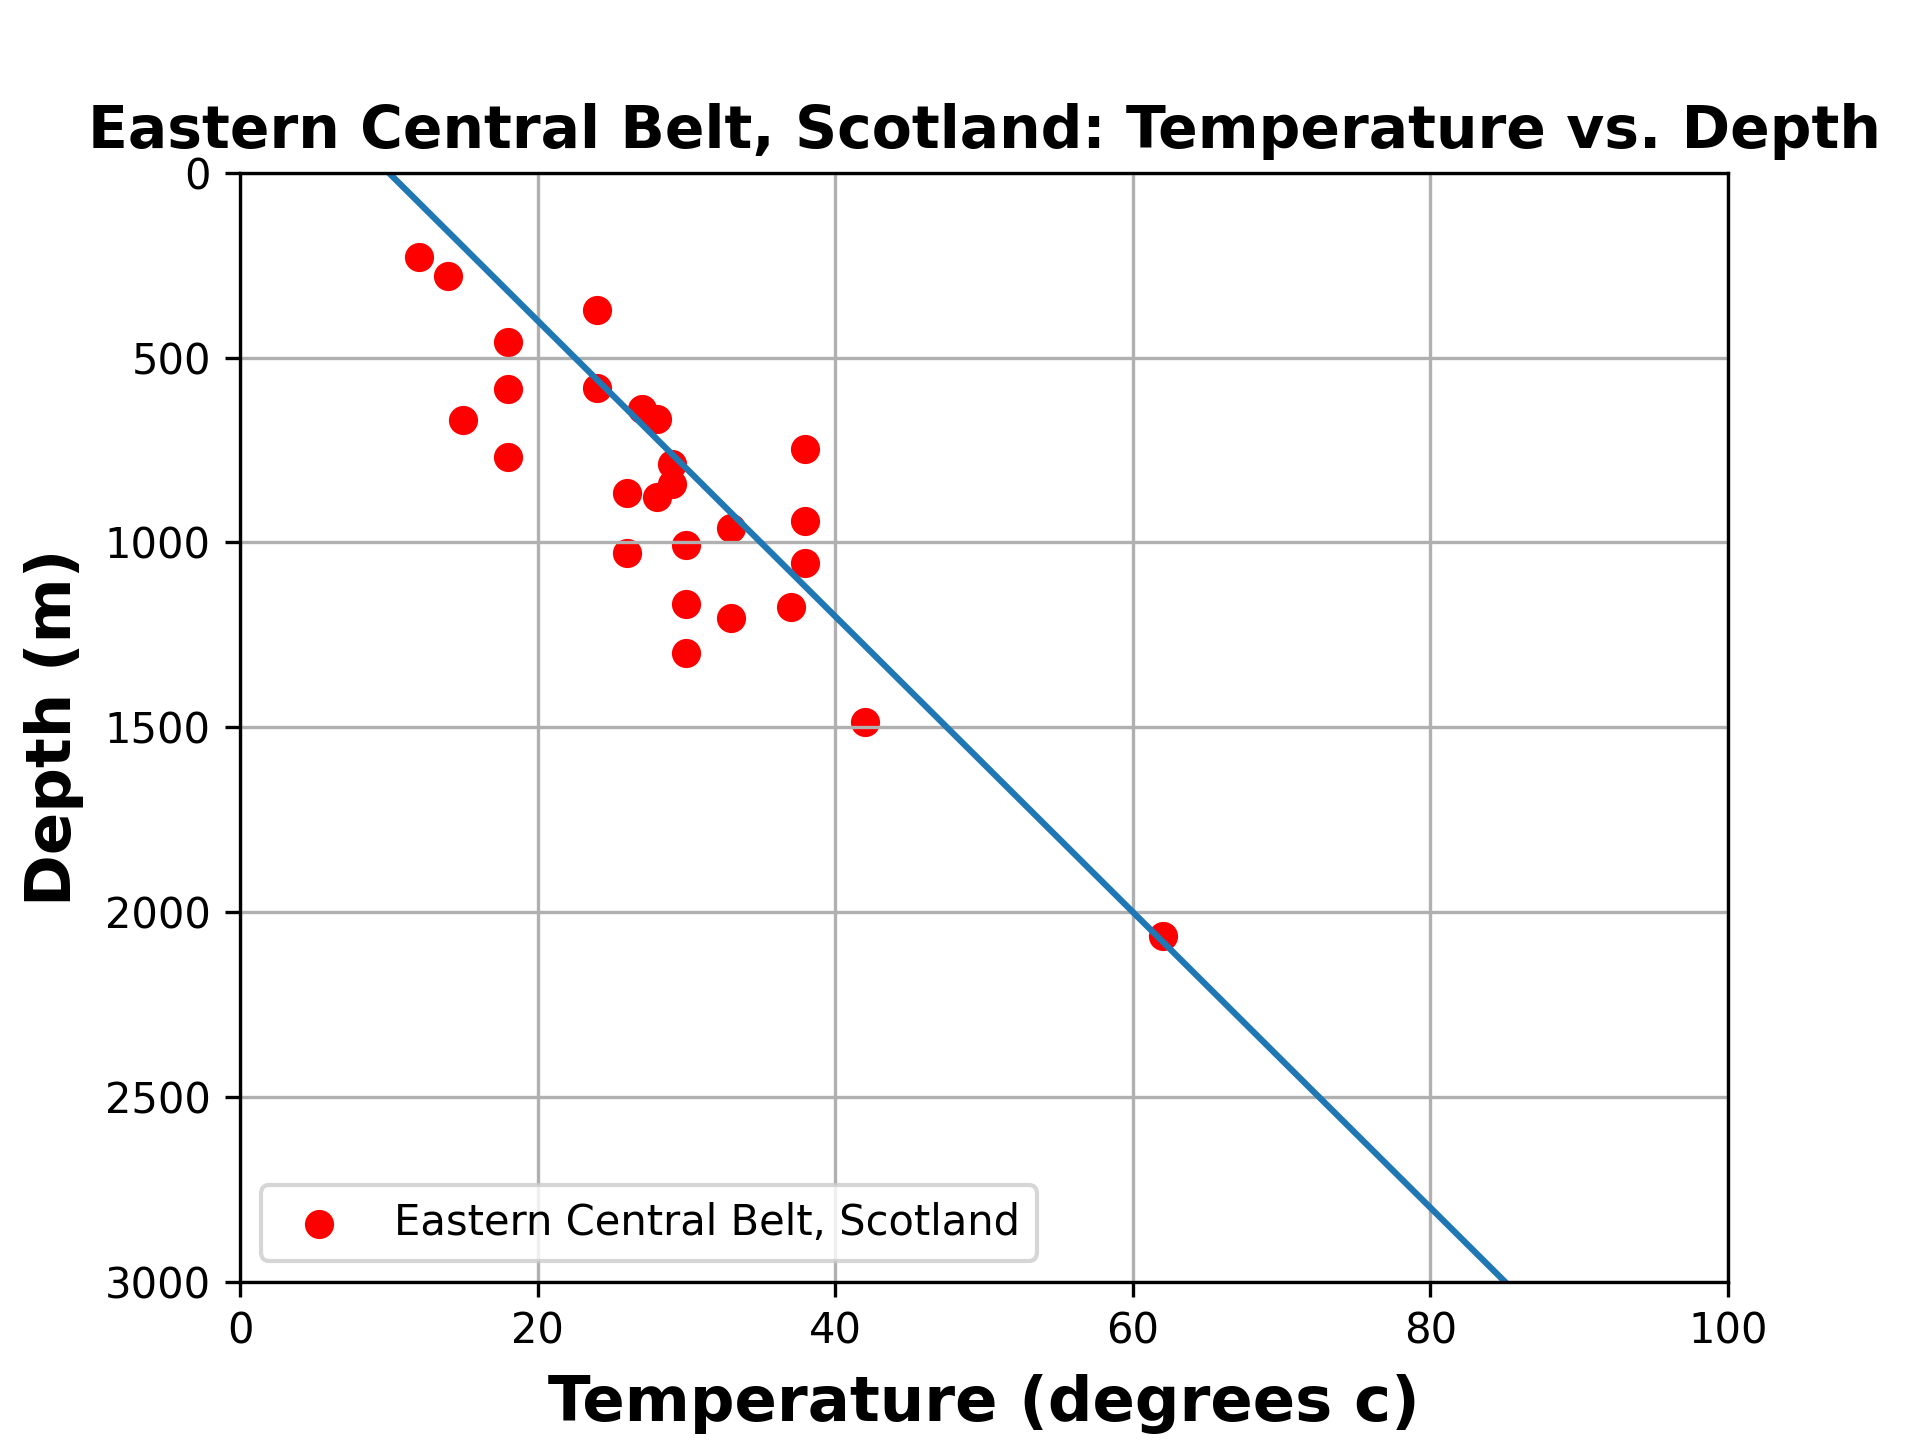 Eastern Central Belt, Scotland: Temperature vs. Depth
0
500
1000
1500
2000
2500
3000
Depth (m)
Eastern Central Belt, Scotland
0 20 40 60 80 100
Temperature (degrees c)